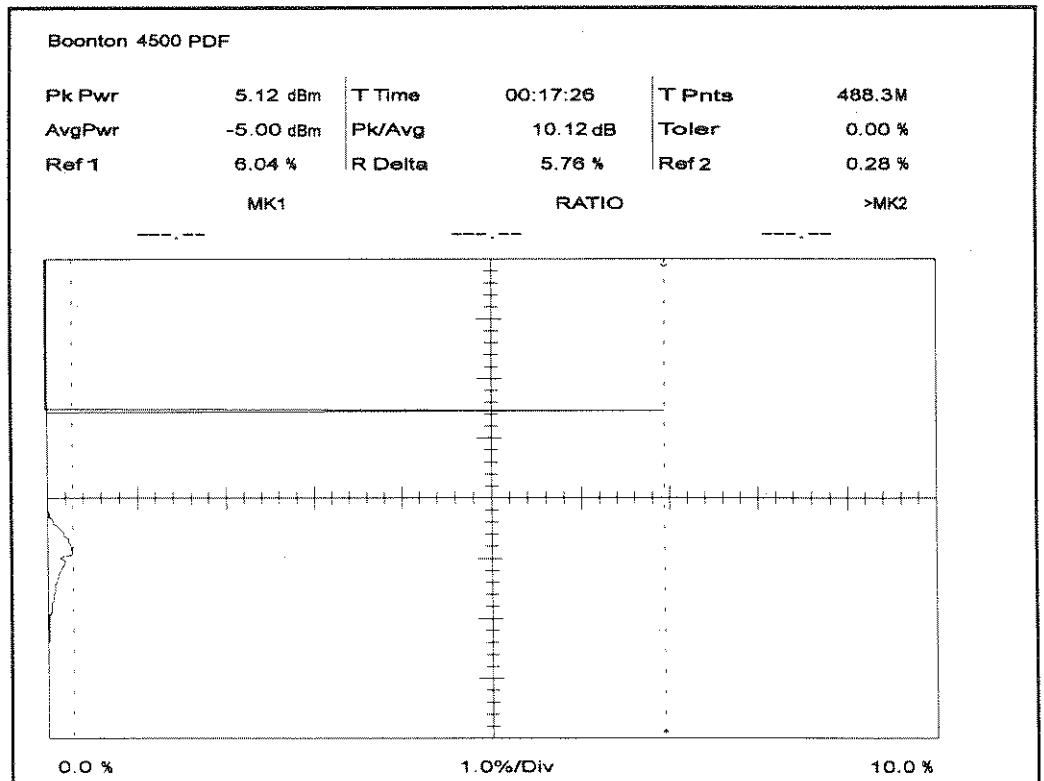 Boonton 4500 PDF
Pk Pwr 5.12 dBm T Time 00:17:26 T Pnts 488.3M
AvgPwr -5.00 dBm Pk/Avg 10.12 dB Toler 0.00 %
Ref 1 6.04 % R Delta 5.76 % Ref 2 0.28 %
MK1 RATIO >MK2
---.-- ---.-- ---.--
0.0 % 1.0%/Div 10.0 %